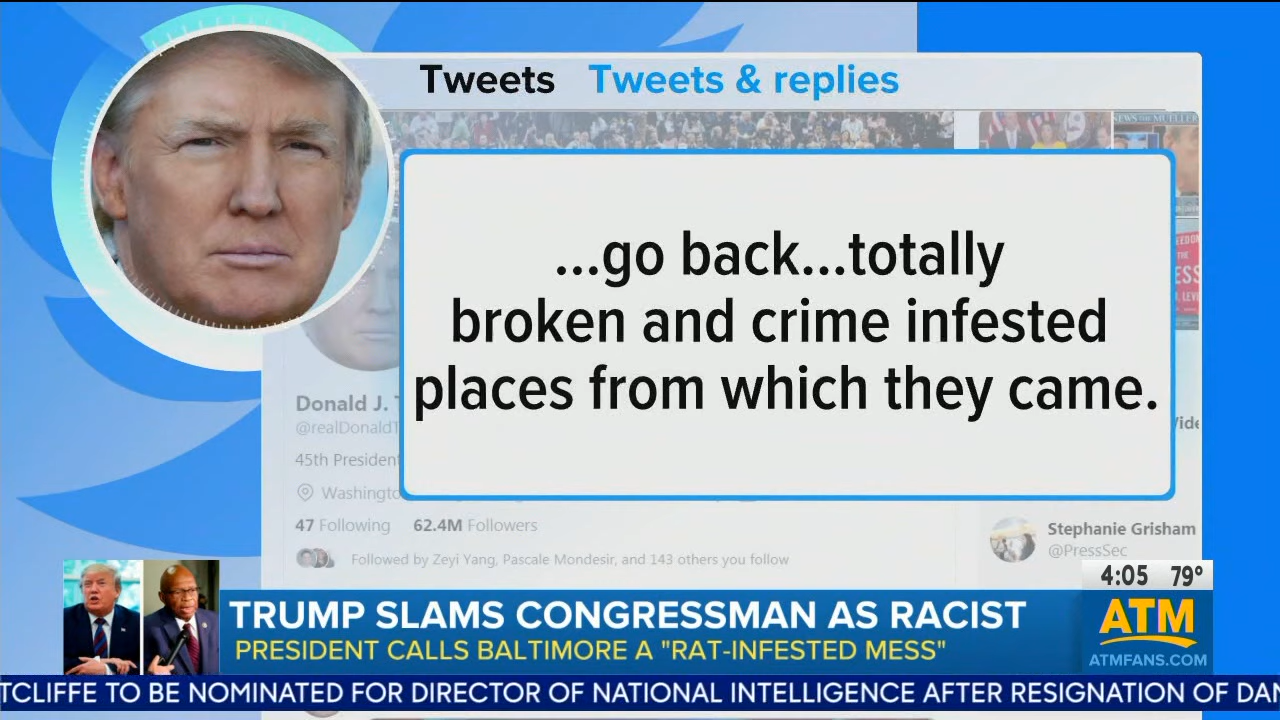 Tweets Tweets & replies
NEWS THE MUELLER
...go back...totally
broken and crime infested
places from which they came.
Donald J. T
@realDonaldT
45th President
Washingto
47 Following 62.4M Followers
Followed by Zeyi Yang, Pascale Mondesir, and 143 others you follow
Stephanie Grisham
@PressSec
4:05 79°
TRUMP SLAMS CONGRESSMAN AS RACIST
PRESIDENT CALLS BALTIMORE A "RAT-INFESTED MESS"
ATM
ATMFANS.COM
TCLIFFE TO BE NOMINATED FOR DIRECTOR OF NATIONAL INTELLIGENCE AFTER RESIGNATION OF DAN